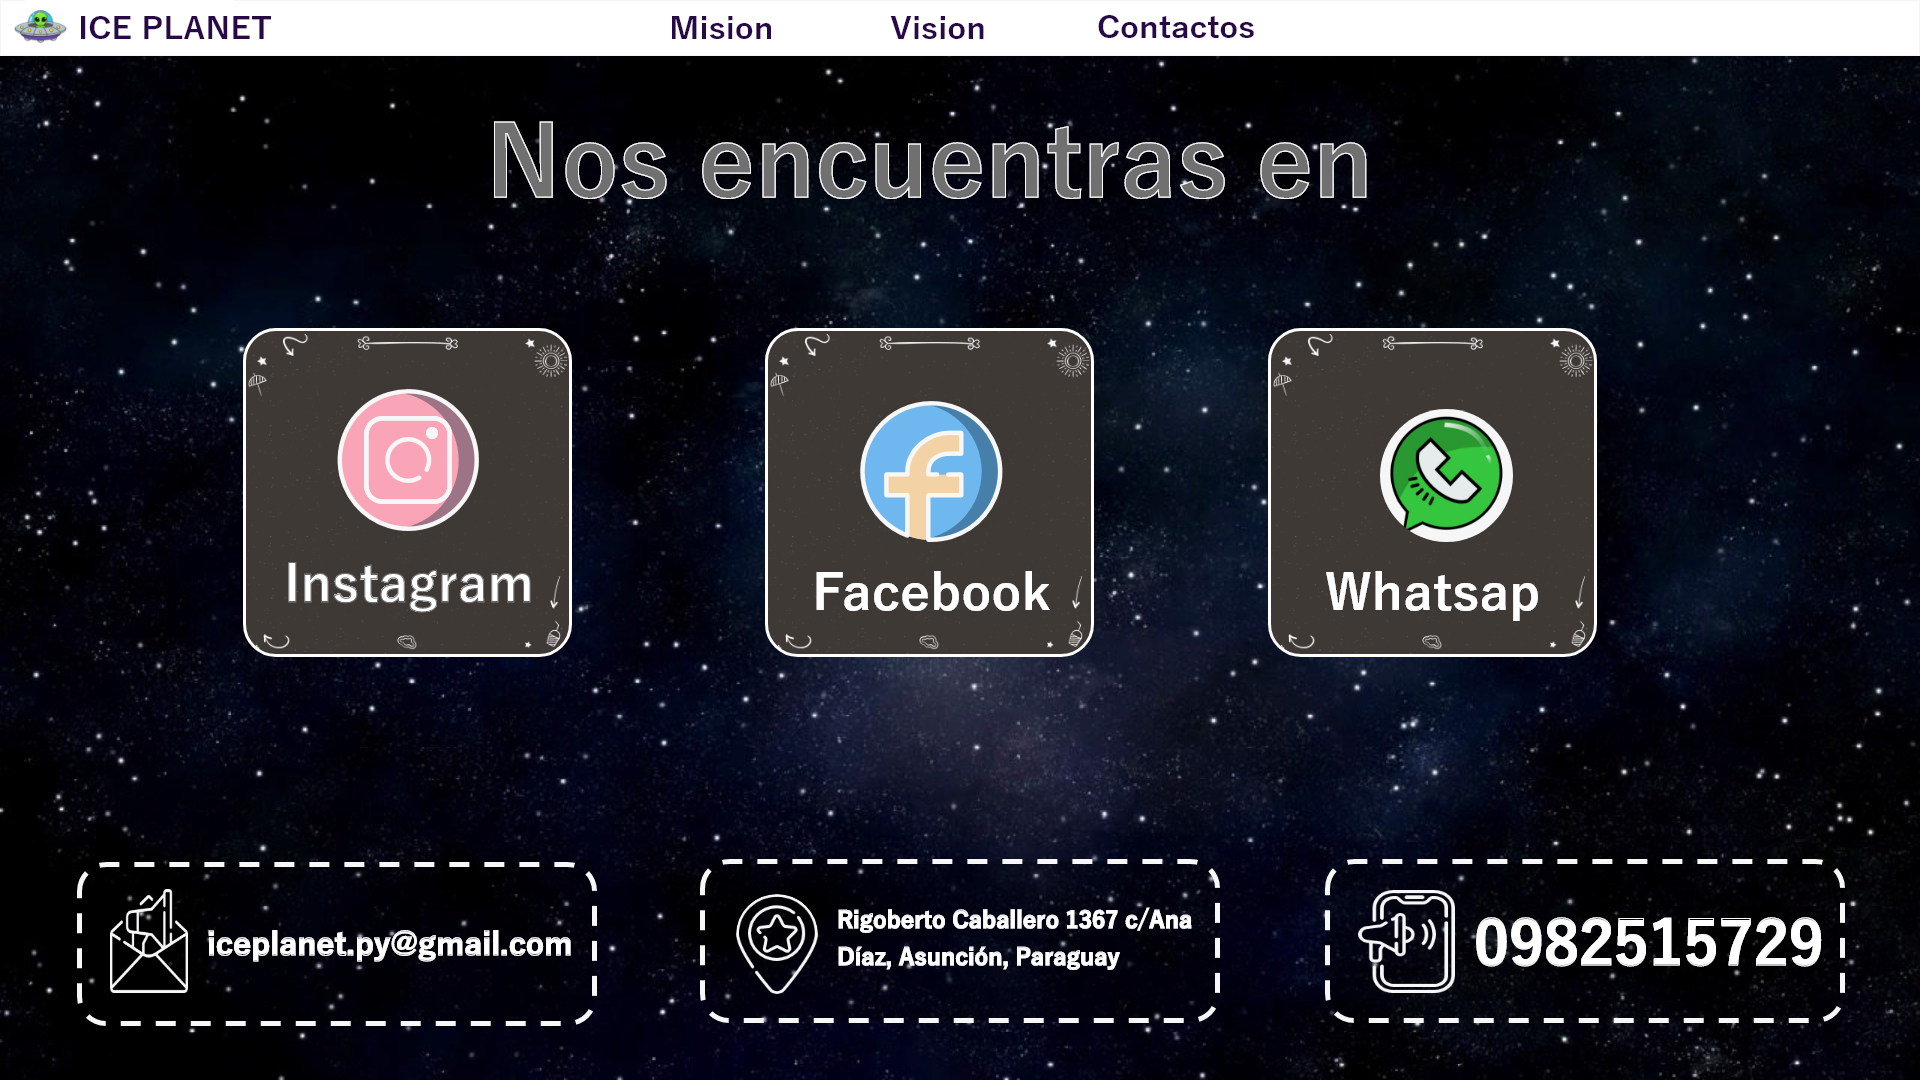 ICE PLANET
Mision
Vision
Contactos
Nos encuentras en
Instagram
Facebook
Whatsap
iceplanet.py@gmail.com
Rigoberto Caballero 1367 c/Ana
Díaz, Asunción, Paraguay
0982515729